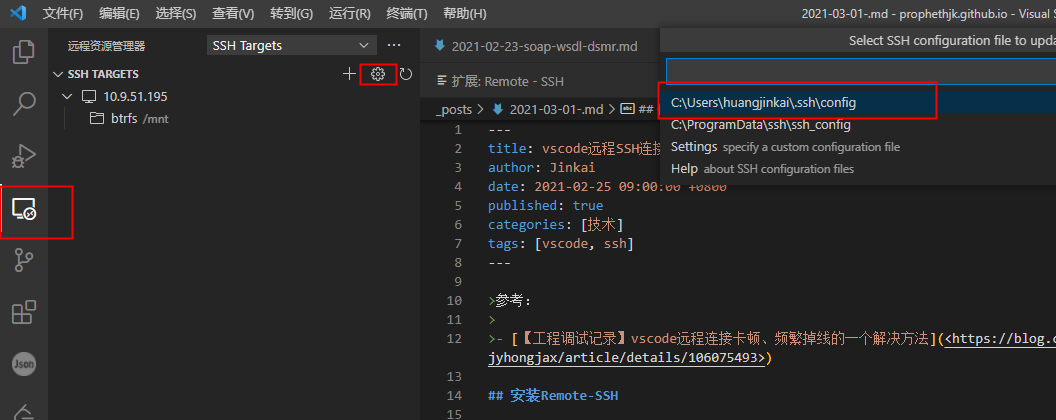 文件(F) 编辑(E) 选择(S) 查看(V) 转到(G) 运行(R) 终端(T) 帮助(H) 2021-03-01-.md - prophethjk.github.io - Visual S
远程资源管理器 SSH Targets
SSH TARGETS
10.9.51.195
btrfs /mnt
Json
2021-02-23-soap-wsdl-dsmr.md
扩展: Remote - SSH
_posts > 2021-03-01-.md > ##
Select SSH configuration file to upda
C:\Users\huangjinkai\.ssh\config
C:\ProgramData\ssh\ssh_config
Settings specify a custom configuration file
Help about SSH configuration files
1 ---
2 title: vscode远程SSH连接
3 author: Jinkai
4 date: 2021-02-25 09:00:00 +0800
5 published: true
6 categories: [技术]
7 tags: [vscode, ssh]
8 ---
9
10 >参考:
11 >
12 >- [【工程调试记录】vscode远程连接卡顿、频繁掉线的一个解决方法](<https://blog.c
jyhongjax/article/details/106075493>)
13
14 ## 安装Remote-SSH
15